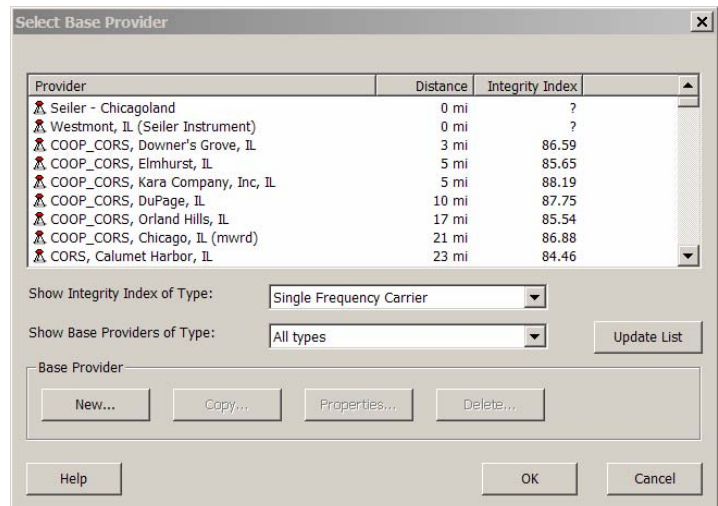 Select Base Provider
Provider Distance Integrity Index
Seiler - Chicagoland 0 mi ?
Westmont, IL (Seiler Instrument) 0 mi ?
COOP_CORS, Downer's Grove, IL 3 mi 86.59
COOP_CORS, Elmhurst, IL 5 mi 85.65
COOP_CORS, Kara Company, Inc, IL 5 mi 88.19
COOP_CORS, DuPage, IL 10 mi 87.75
COOP_CORS, Orland Hills, IL 17 mi 85.54
COOP_CORS, Chicago, IL (mwrd) 21 mi 86.88
CORS, Calumet Harbor, IL 23 mi 84.46
Show Integrity Index of Type: Single Frequency Carrier
Show Base Providers of Type: All types Update List
Base Provider
New... Copy... Properties... Delete...
Help OK Cancel